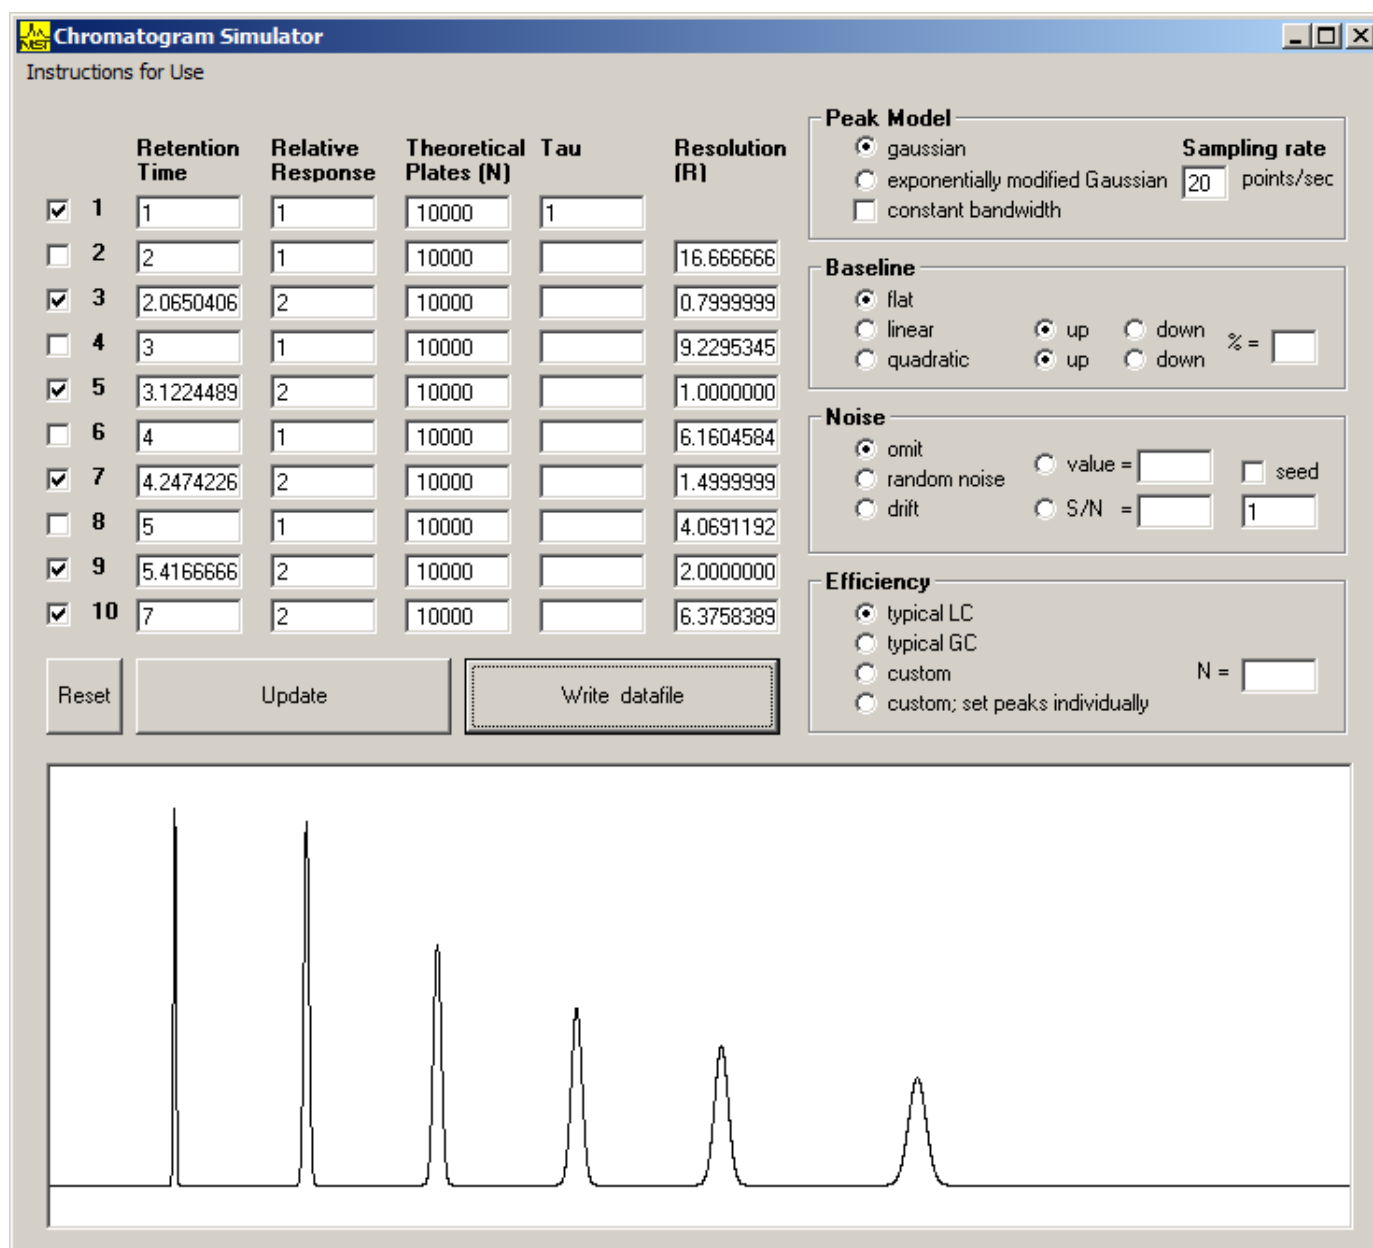 NIST Chromatogram Simulator
Instructions for Use
Retention Time Relative Response Theoretical Plates (N) Tau Resolution (R)
1 1 1 10000 1
2 2 1 10000 16.666666
3 2.0650406 2 10000 0.7999999
4 3 1 10000 9.2295345
5 3.1224489 2 10000 1.0000000
6 4 1 10000 6.1604584
7 4.2474226 2 10000 1.4999999
8 5 1 10000 4.0691192
9 5.4166666 2 10000 2.0000000
10 7 2 10000 6.3758389
Reset Update Write datafile
Peak Model
gaussian Sampling rate
exponentially modified Gaussian 20 points/sec
constant bandwidth
Baseline
flat
linear up down % =
quadratic up down
Noise
omit value = seed
random noise
drift S/N = 1
Efficiency
typical LC
typical GC
custom N =
custom; set peaks individually